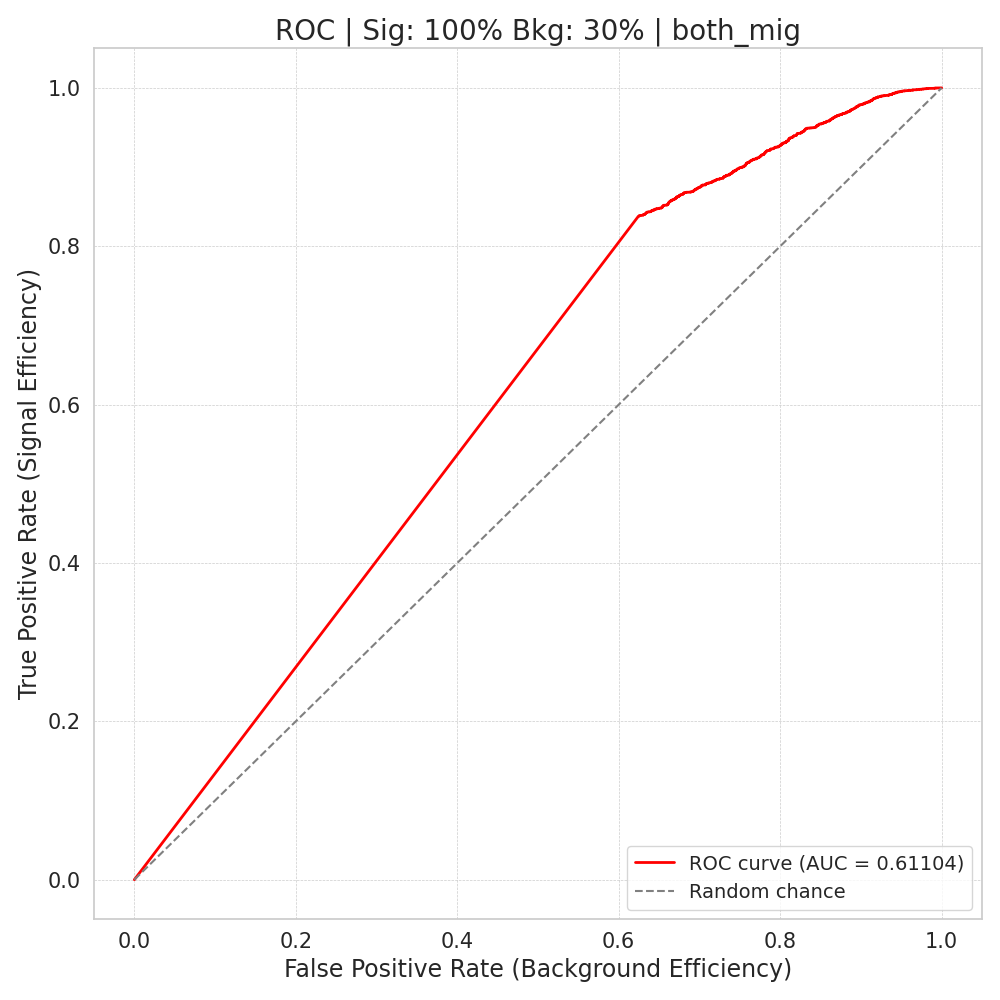 ROC | Sig: 100% Bkg: 30% | both_mig
True Positive Rate (Signal Efficiency)
1.0
0.8
0.6
0.4
0.2
0.0
0.0 0.2 0.4 0.6 0.8 1.0
False Positive Rate (Background Efficiency)
ROC curve (AUC = 0.61104)
Random chance